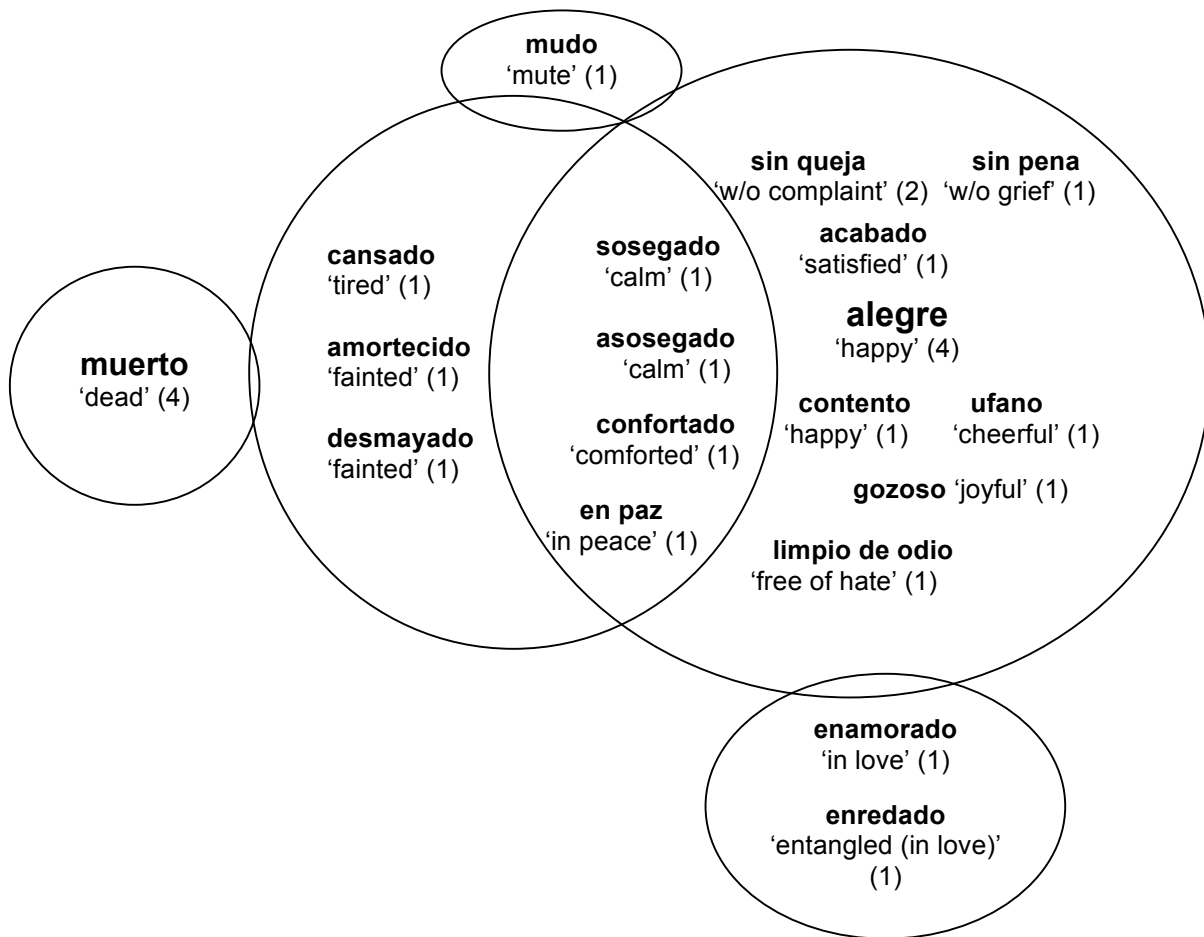 mudo
‘mute’ (1)
sin queja
‘w/o complaint’ (2)
sin pena
‘w/o grief’ (1)
cansado
‘tired’ (1)
sosegado
‘calm’ (1)
acabado
‘satisfied’ (1)
alegre
‘happy’ (4)
muerto
‘dead’ (4)
amortecido
‘fainted’ (1)
asosegado
‘calm’ (1)
contento
‘happy’ (1)
ufano
‘cheerful’ (1)
desmayado
‘fainted’ (1)
confortado
‘comforted’ (1)
gozoso ‘joyful’ (1)
en paz
‘in peace’ (1)
limpio de odio
‘free of hate’ (1)
enamorado
‘in love’ (1)
enredado
‘entangled (in love)’
(1)